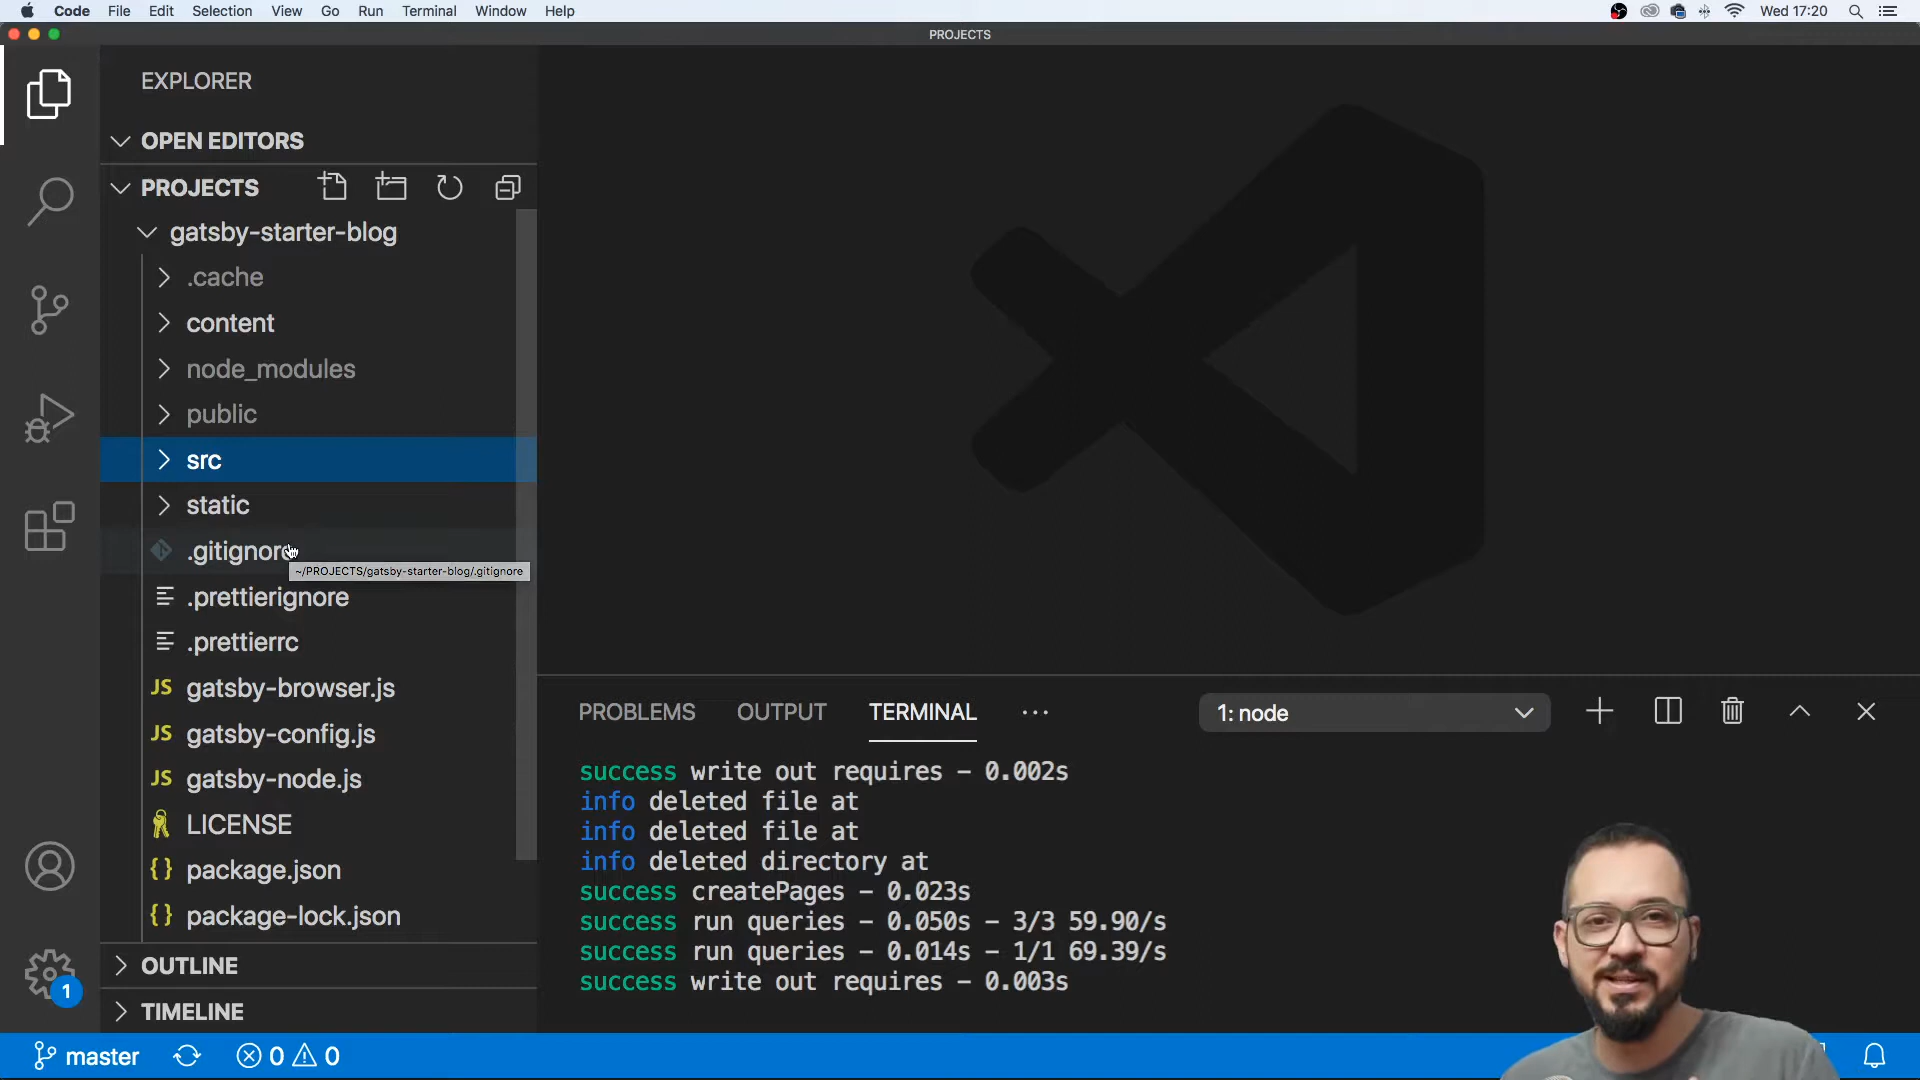 Code File Edit Selection View Go Run Terminal Window Help
Wed 17:20
PROJECTS
EXPLORER
OPEN EDITORS
PROJECTS
gatsby-starter-blog
.cache
content
node_modules
public
src
static
.gitignore
~/PROJECTS/gatsby-starter-blog/.gitignore
.prettierignore
.prettierrc
JS gatsby-browser.js
JS gatsby-config.js
JS gatsby-node.js
LICENSE
{} package.json
{} package-lock.json
OUTLINE
TIMELINE
PROBLEMS OUTPUT TERMINAL ···
1: node
success write out requires - 0.002s
info deleted file at
info deleted file at
info deleted directory at
success createPages - 0.023s
success run queries - 0.050s - 3/3 59.90/s
success run queries - 0.014s - 1/1 69.39/s
success write out requires - 0.003s
1
master 0 0